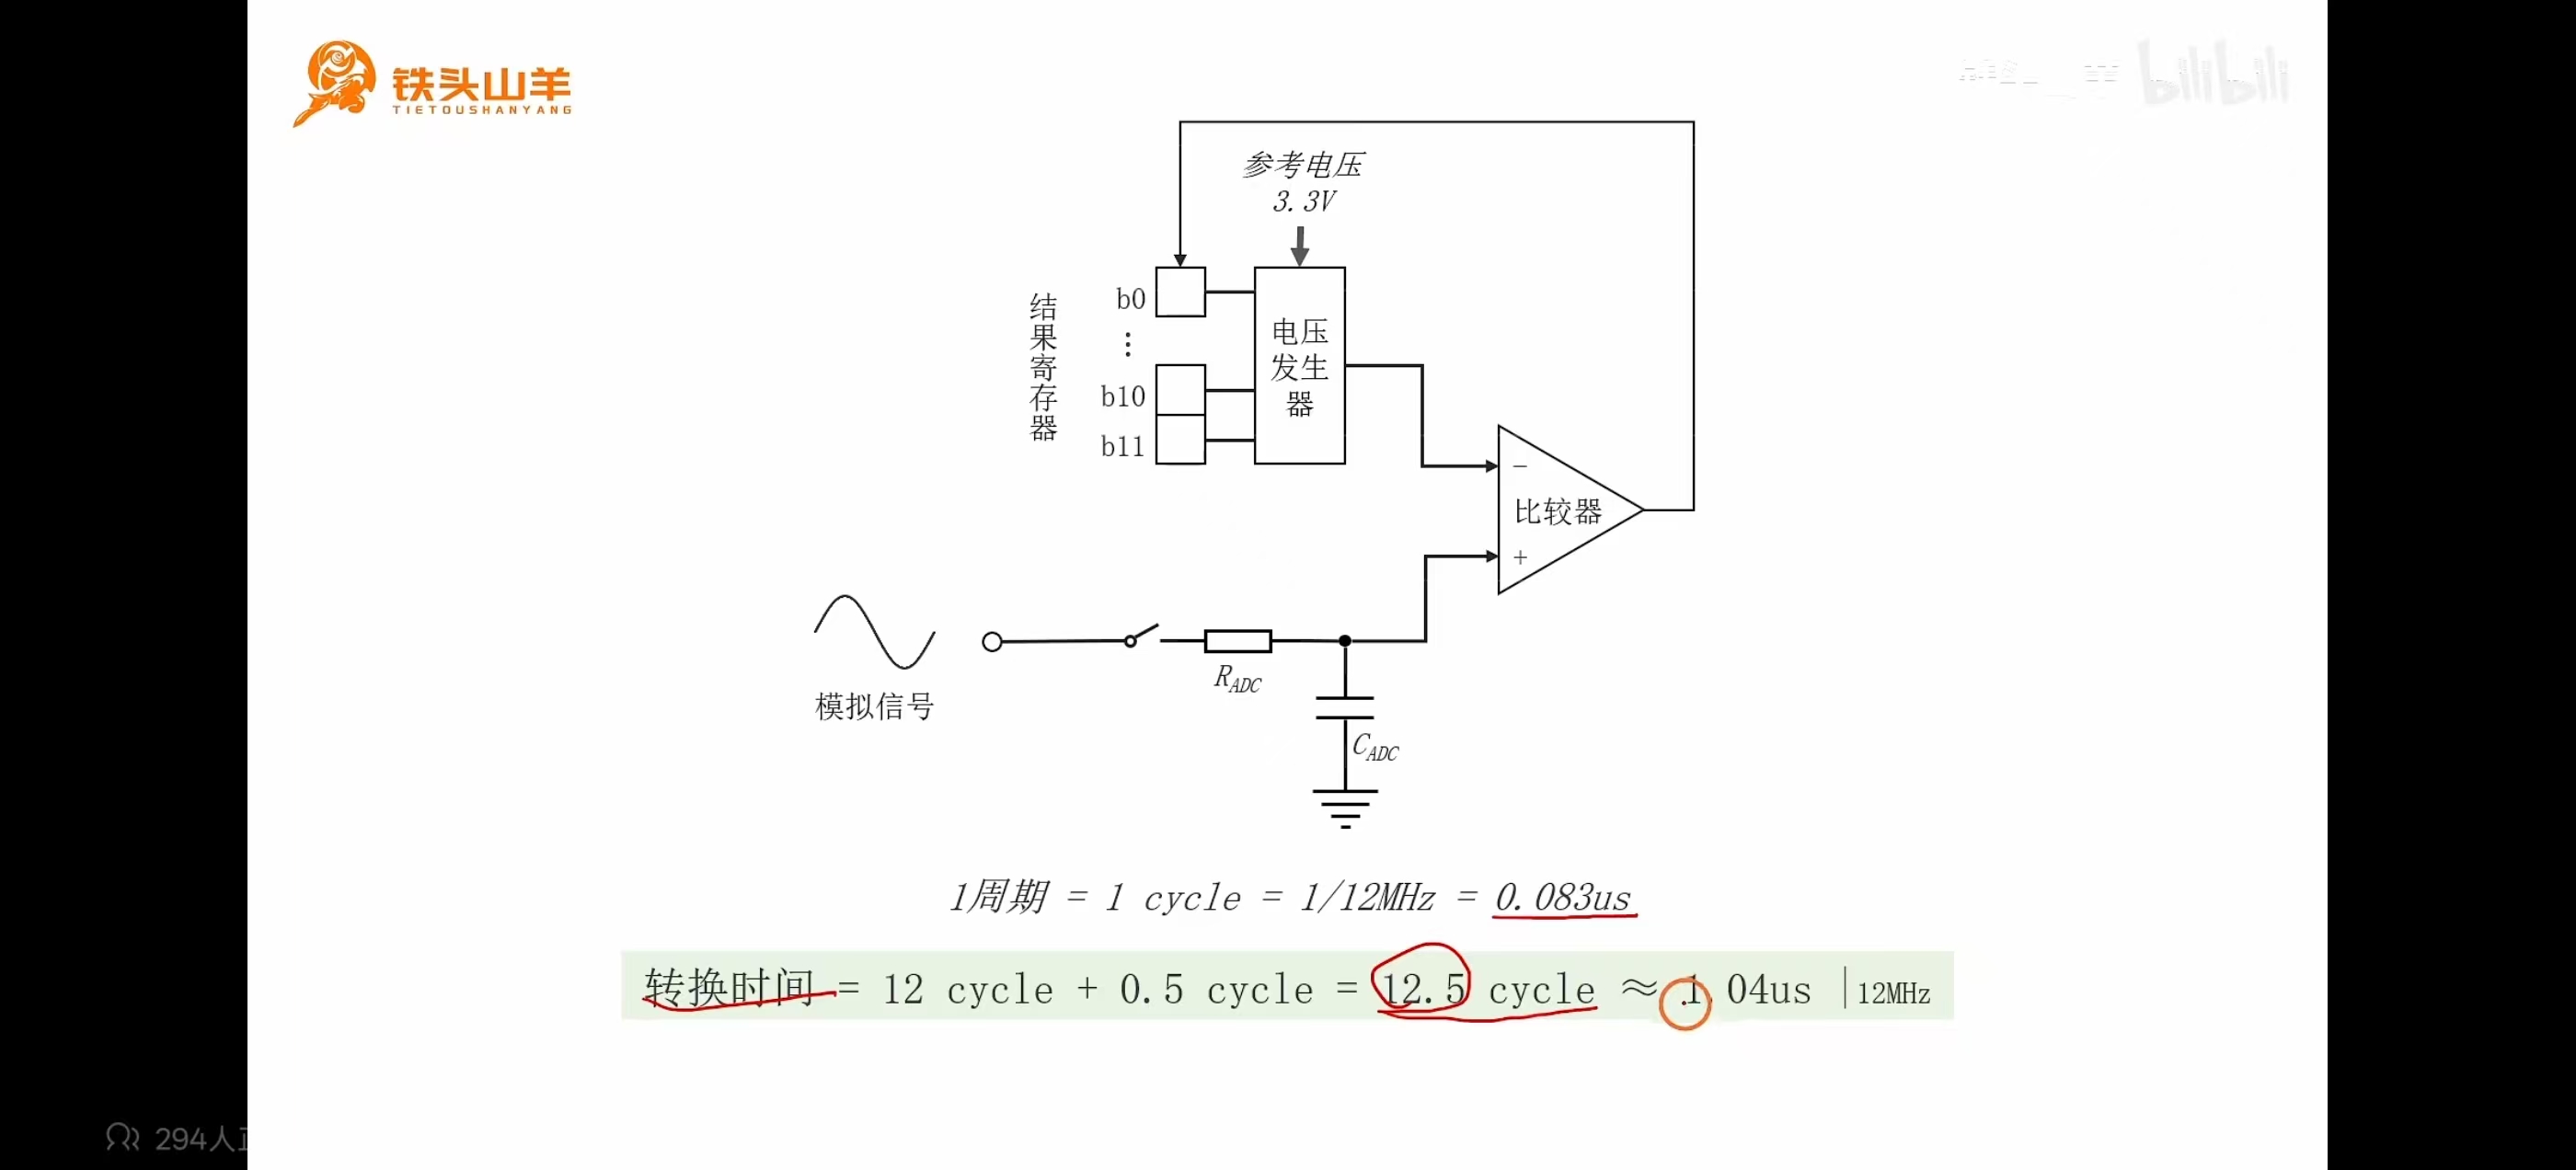 铁头山羊
TIETOUSHANYANG
bilibili
参考电压
3.3V
结果寄存器
b0
⋮
b10
b11
电压发生器
−
比较器
+
R_ADC
模拟信号
C_ADC
1周期 = 1 cycle = 1/12MHz = 0.083us
转换时间 = 12 cycle + 0.5 cycle = 12.5 cycle ≈ 1.04us |12MHz
294人